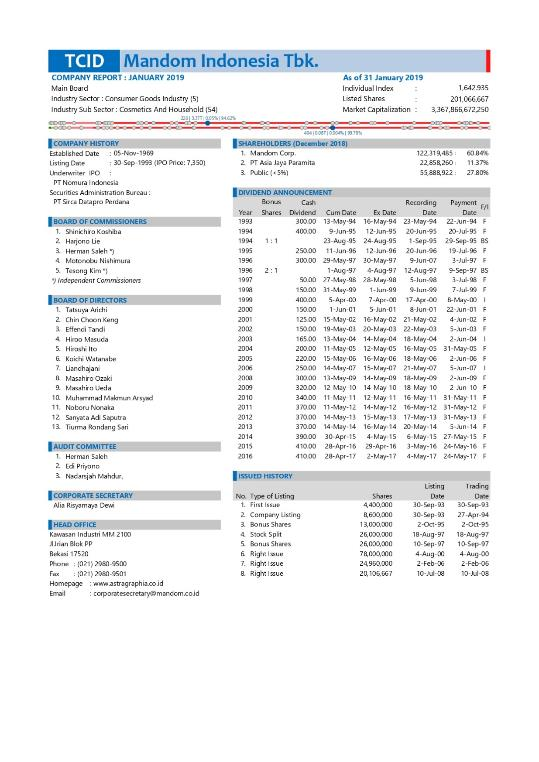 TCID Mandom Indonesia Tbk.
COMPANY REPORT : JANUARY 2019
As of 31 January 2019
Main Board
Individual Index : 1,642.935
Industry Sector : Consumer Goods Industry (5)
Listed Shares : 201,066,667
Industry Sub Sector : Cosmetics And Household (54)
Market Capitalization : 3,367,866,672,250
COMPANY HISTORY
Established Date : 05-Nov-1969
Listing Date : 30-Sep-1993 (IPO Price: 7,350)
Underwriter IPO :
PT Nomura Indonesia
Securities Administration Bureau :
PT Sirca Datapro Perdana
BOARD OF COMMISSIONERS
1. Shinichiro Koshiba
2. Harjono Lie
3. Herman Saleh *)
4. Motonobu Nishimura
5. Tesong Kim *)
*) Independent Commissioners
BOARD OF DIRECTORS
1. Tatsuya Arichi
2. Chin Choon Keng
3. Effendi Tandi
4. Hiroo Masuda
5. Hiroshi Ito
6. Koichi Watanabe
7. Liandhajani
8. Masahiro Ozaki
9. Masahiro Ueda
10. Muhammad Makmun Arsyad
11. Noboru Nonaka
12. Sanyata Adi Saputra
13. Tiurma Rondang Sari
AUDIT COMMITTEE
1. Herman Saleh
2. Edi Priyono
3. Nadarsjah Mahdur,
CORPORATE SECRETARY
Alia Risyamaya Dewi
HEAD OFFICE
Kawasan Industri MM 2100
Jl.Irian Blok PP
Bekasi 17520
Phone : (021) 2980-9500
Fax : (021) 2980-9501
Homepage : www.astragraphia.co.id
Email : corporatesecretary@mandom.co.id
SHAREHOLDERS (December 2018)
1. Mandom Corp. 122,319,485 : 60.84%
2. PT Asia Jaya Paramita 22,858,260 : 11.37%
3. Public (<5%) 55,888,922 : 27.80%
DIVIDEND ANNOUNCEMENT
Bonus Cash Recording Payment F/I
Year Shares Dividend Cum Date Ex Date Date Date
1993 300.00 13-May-94 16-May-94 23-May-94 22-Jun-94 F
1994 400.00 9-Jun-95 12-Jun-95 20-Jun-95 20-Jul-95 F
1994 1 : 1 23-Aug-95 24-Aug-95 1-Sep-95 29-Sep-95 BS
1995 250.00 11-Jun-96 12-Jun-96 20-Jun-96 19-Jul-96 F
1996 300.00 29-May-97 30-May-97 9-Jun-07 3-Jul-97 F
1996 2 : 1 1-Aug-97 4-Aug-97 12-Aug-97 9-Sep-97 BS
1997 50.00 27-May-98 28-May-98 5-Jun-98 3-Jul-98 F
1998 150.00 31-May-99 1-Jun-99 9-Jun-99 7-Jul-99 F
1999 400.00 5-Apr-00 7-Apr-00 17-Apr-00 8-May-00 I
2000 150.00 1-Jun-01 5-Jun-01 8-Jun-01 22-Jun-01 F
2001 125.00 15-May-02 16-May-02 21-May-02 4-Jun-02 F
2002 150.00 19-May-03 20-May-03 22-May-03 5-Jun-03 F
2003 165.00 13-May-04 14-May-04 18-May-04 2-Jun-04 I
2004 200.00 11-May-05 12-May-05 16-May-05 31-May-05 F
2005 220.00 15-May-06 16-May-06 18-May-06 2-Jun-06 F
2006 250.00 14-May-07 15-May-07 21-May-07 5-Jun-07 I
2008 300.00 13-May-09 14-May-09 18-May-09 2-Jun-09 F
2009 320.00 12-May-10 14-May-10 18-May-10 2-Jun-10 F
2010 340.00 11-May-11 12-May-11 16-May-11 31-May-11 F
2011 370.00 11-May-12 14-May-12 16-May-12 31-May-12 F
2012 370.00 14-May-13 15-May-13 17-May-13 31-May-13 F
2013 370.00 14-May-14 16-May-14 20-May-14 5-Jun-14 F
2014 390.00 30-Apr-15 4-May-15 6-May-15 27-May-15 F
2015 410.00 28-Apr-16 29-Apr-16 3-May-16 24-May-16 F
2016 410.00 28-Apr-17 2-May-17 4-May-17 24-May-17 F
ISSUED HISTORY
Listing Trading
No. Type of Listing Shares Date Date
1. First Issue 4,400,000 30-Sep-93 30-Sep-93
2. Company Listing 8,600,000 30-Sep-93 27-Apr-94
3. Bonus Shares 13,000,000 2-Oct-95 2-Oct-95
4. Stock Split 26,000,000 18-Aug-97 18-Aug-97
5. Bonus Shares 26,000,000 10-Sep-97 10-Sep-97
6. Right Issue 78,000,000 4-Aug-00 4-Aug-00
7. Right Issue 24,960,000 2-Feb-06 2-Feb-06
8. Right Issue 20,106,667 10-Jul-08 10-Jul-08